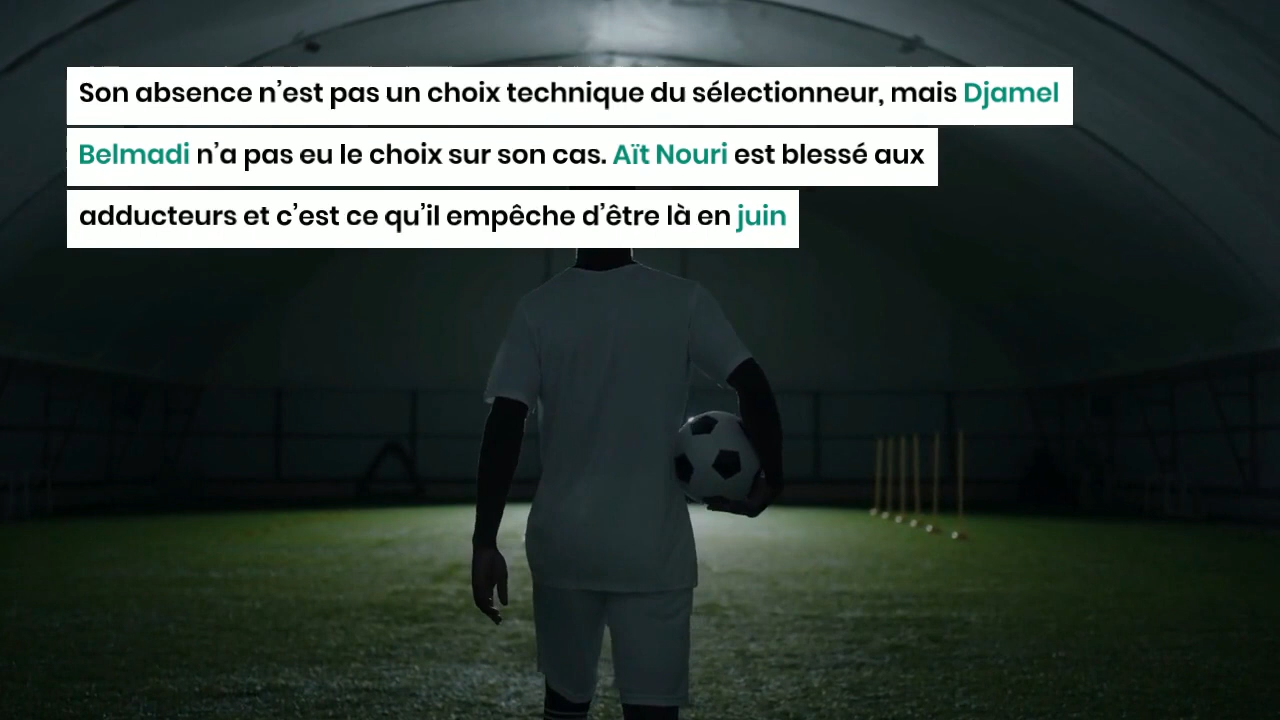 Son absence n’est pas un choix technique du sélectionneur, mais Djamel
Belmadi n’a pas eu le choix sur son cas. Aït Nouri est blessé aux
adducteurs et c’est ce qu’il empêche d’être là en juin